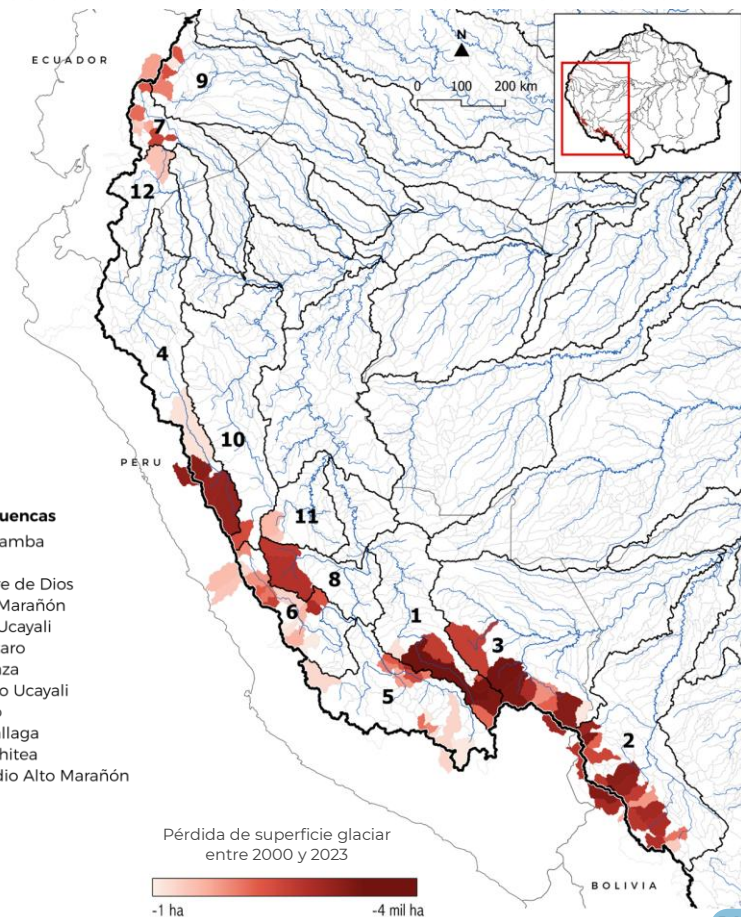 ECUADOR
N
0 100 200 km
9
7
12
4
10
PERU
11
8
6
1
3
5
2
uencas
amba
e de Dios
Marañón
Ucayali
aro
za
o Ucayali
o
allaga
hitea
dio Alto Marañón
Pérdida de superficie glaciar
entre 2000 y 2023
-1 ha -4 mil ha
BOLIVIA